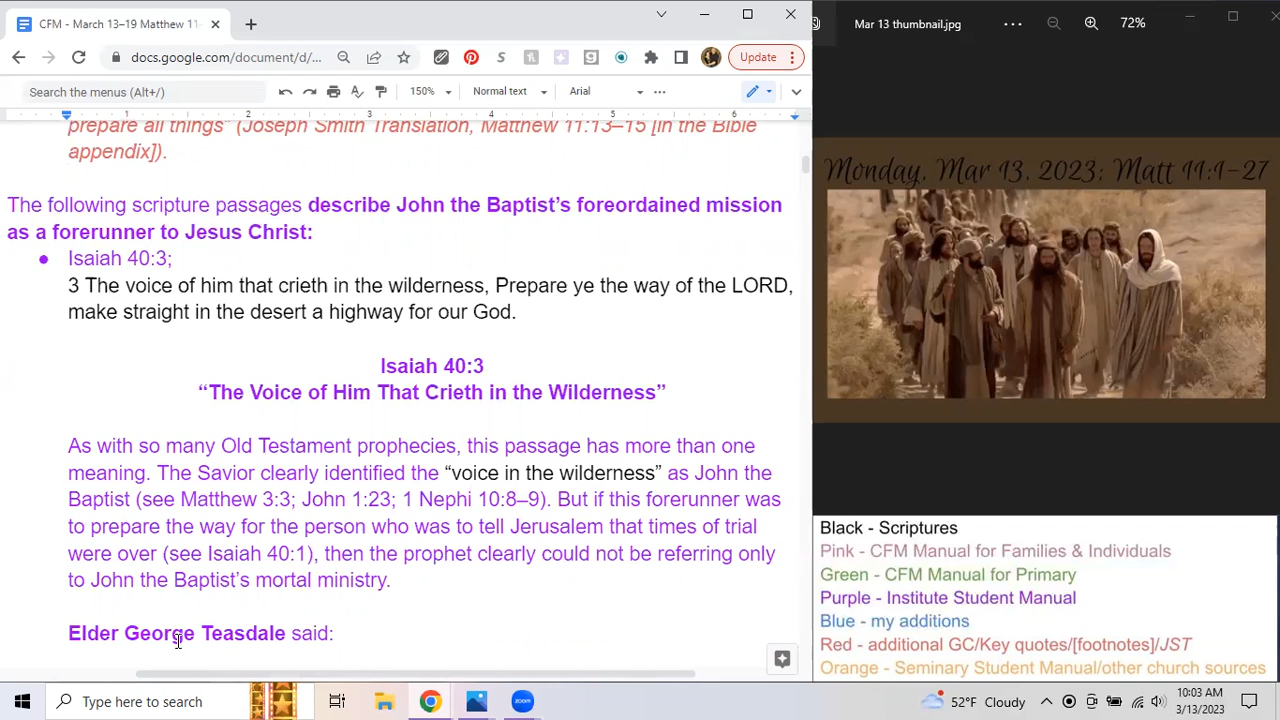 CFM – March 13–19 Matthew 11-
docs.google.com/document/d/...
Update
Mar 13 thumbnail.jpg
72%
Search the menus (Alt+/)
150%
Normal text
Arial
1 2 3 4 5 6
prepare all things" (Joseph Smith Translation, Matthew 11:13–15 [in the Bible
appendix]).
The following scripture passages describe John the Baptist's foreordained mission
as a forerunner to Jesus Christ:
● Isaiah 40:3;
3 The voice of him that crieth in the wilderness, Prepare ye the way of the LORD,
make straight in the desert a highway for our God.
Isaiah 40:3
“The Voice of Him That Crieth in the Wilderness”
As with so many Old Testament prophecies, this passage has more than one
meaning. The Savior clearly identified the “voice in the wilderness” as John the
Baptist (see Matthew 3:3; John 1:23; 1 Nephi 10:8–9). But if this forerunner was
to prepare the way for the person who was to tell Jerusalem that times of trial
were over (see Isaiah 40:1), then the prophet clearly could not be referring only
to John the Baptist’s mortal ministry.
Elder George Teasdale said:
Monday, Mar 13, 2023: Matt 11:1-27
Black - Scriptures
Pink - CFM Manual for Families & Individuals
Green - CFM Manual for Primary
Purple - Institute Student Manual
Blue - my additions
Red - additional GC/Key quotes/[footnotes]/JST
Orange - Seminary Student Manual/other church sources
Type here to search
zoom
52°F Cloudy
10:03 AM
3/13/2023